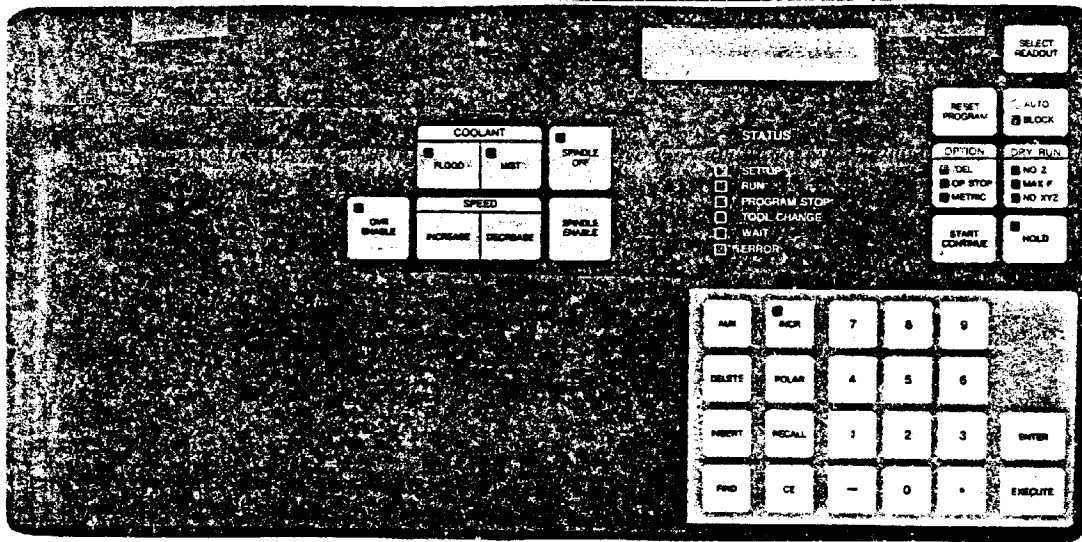 SELECT
READOUT
RESET
PROGRAM
AUTO
BLOCK
COOLANT
FLOOD
MIST
SPINDLE
OFF
STATUS
SETUP
RUN
PROGRAM STOP
TOOL CHANGE
WAIT
ERROR
OPTION
/DEL
OP STOP
METRIC
DRY RUN
NO Z
MAX F
NO XYZ
OVR
ENABLE
SPEED
INCREASE
DECREASE
SPINDLE
ENABLE
START
CONTINUE
HOLD
AUX
INCR
7
8
9
DELETE
POLAR
4
5
6
INSERT
RECALL
1
2
3
ENTER
FIND
CE
—
0
.
EXECUTE